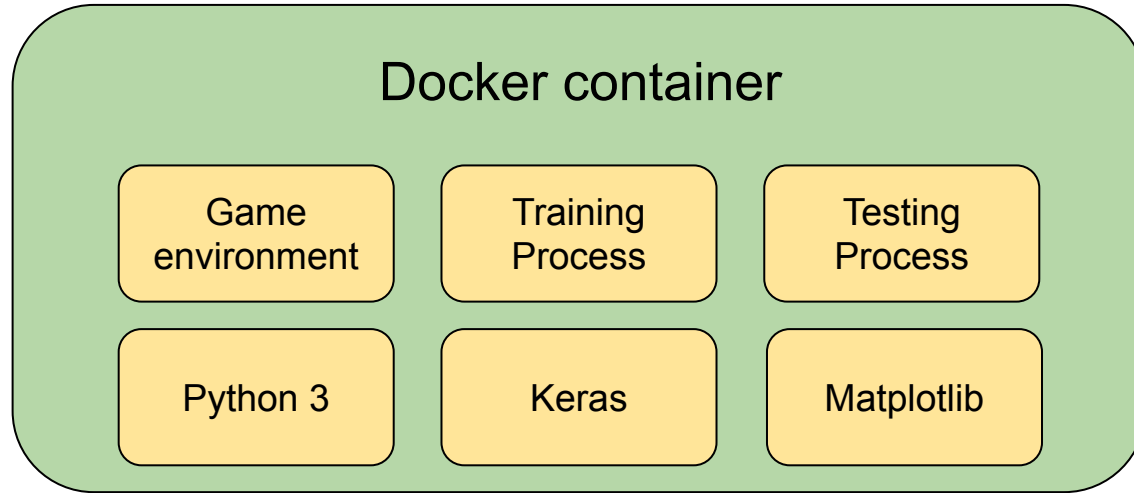 Docker container
Game
environment
Training
Process
Testing
Process
Python 3
Keras
Matplotlib